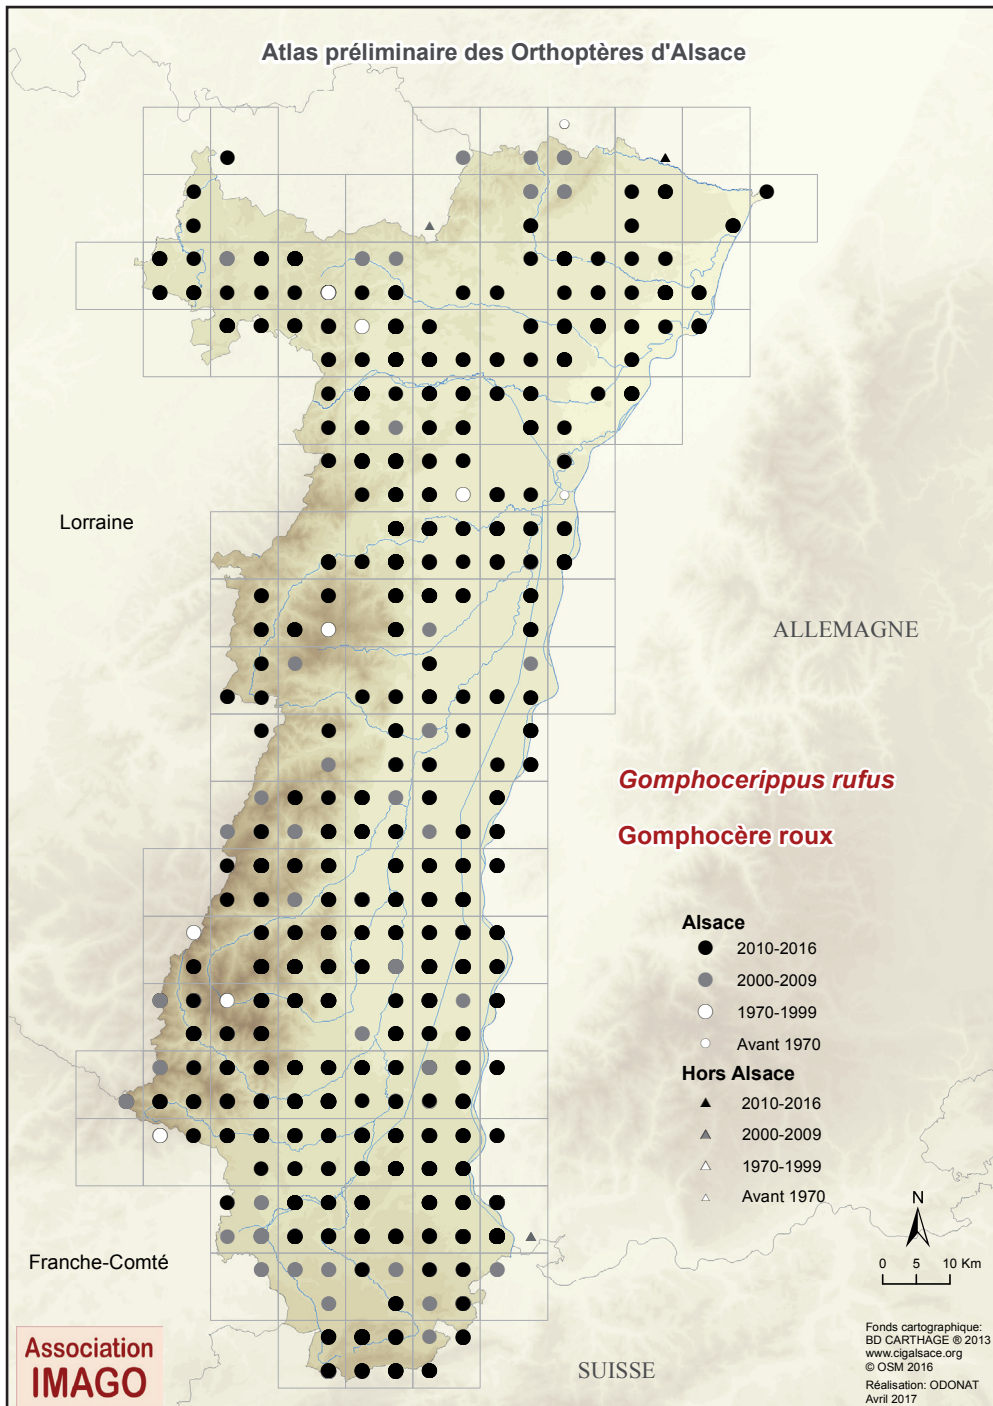 Atlas préliminaire des Orthoptères d'Alsace
Lorraine
ALLEMAGNE
Gomphocerippus rufus
Gomphocère roux
Alsace
2010-2016
2000-2009
1970-1999
Avant 1970
Hors Alsace
2010-2016
2000-2009
1970-1999
Avant 1970
N
0 5 10 Km
Franche-Comté
SUISSE
Association
IMAGO
Fonds cartographique:
BD CARTHAGE ® 2013
www.cigalsace.org
© OSM 2016
Réalisation: ODONAT
Avril 2017